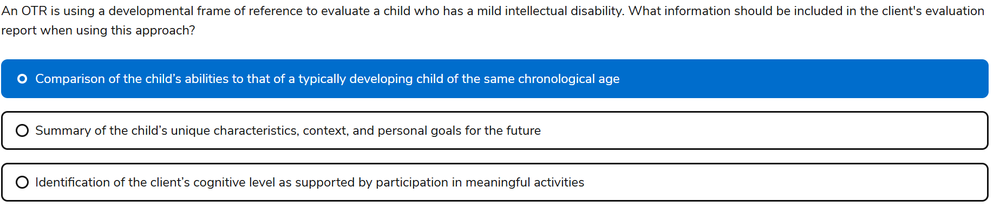 An OTR is using a developmental frame of reference to evaluate a child who has a mild intellectual disability. What information should be included in the client's evaluation
report when using this approach?
Comparison of the child’s abilities to that of a typically developing child of the same chronological age
Summary of the child’s unique characteristics, context, and personal goals for the future
Identification of the client’s cognitive level as supported by participation in meaningful activities